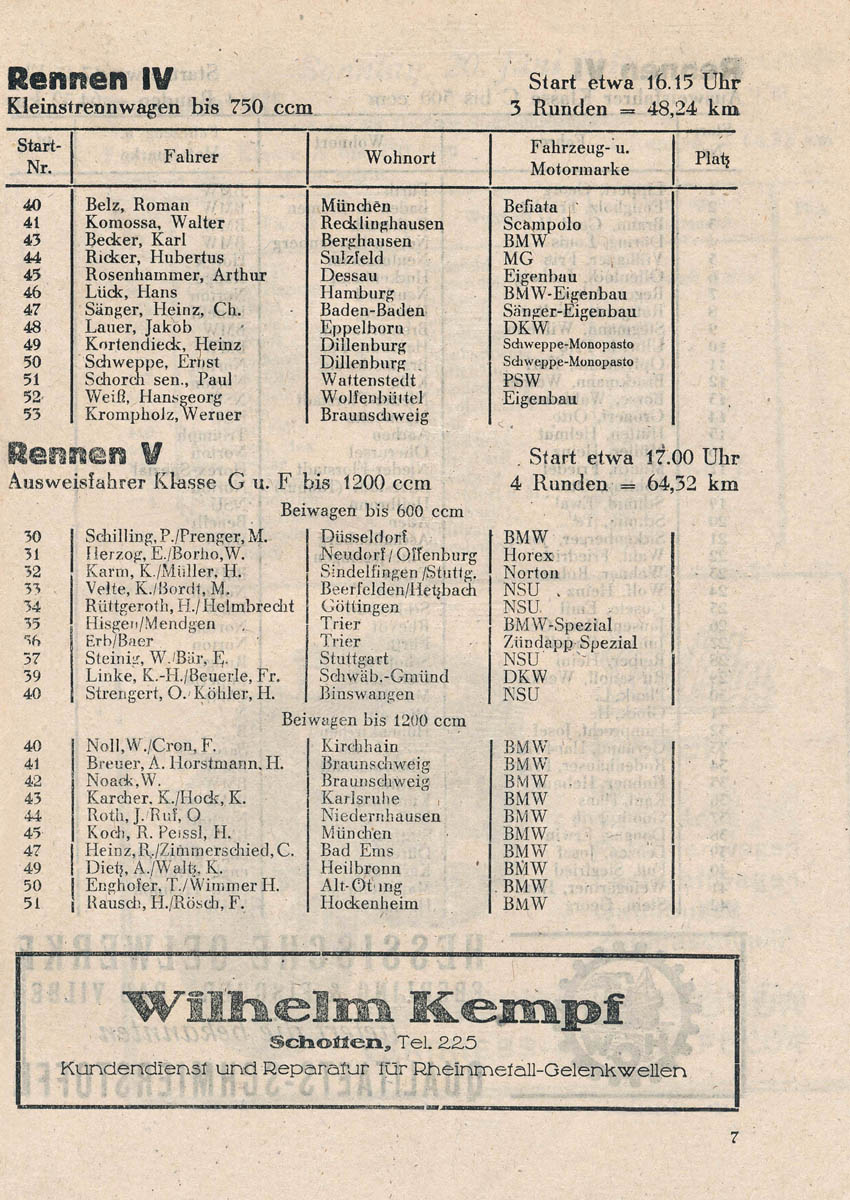 Rennen IV Start etwa 16.15 Uhr
Kleinstrennwagen bis 750 ccm 3 Runden = 48,24 km
Start-Nr. Fahrer Wohnort Fahrzeug- u. Motormarke Platz
40 Belz, Roman München Befiata
41 Komossa, Walter Recklinghausen Scampolo
43 Becker, Karl Berghausen BMW
44 Ricker, Hubertus Sulzfeld MG
45 Rosenhammer, Arthur Dessau Eigenbau
46 Lück, Hans Hamburg BMW-Eigenbau
47 Sänger, Heinz, Ch. Baden-Baden Sänger-Eigenbau
48 Lauer, Jakob Eppelborn DKW
49 Kortendieck, Heinz Dillenburg Schweppe-Monopasto
50 Schweppe, Ernst Dillenburg Schweppe-Monopasto
51 Schorch sen., Paul Wattenstedt PSW
52 Weiß, Hansgeorg Wolfenbüttel Eigenbau
53 Krompholz, Werner Braunschweig
Rennen V Start etwa 17.00 Uhr
Ausweisfahrer Klasse G u. F bis 1200 ccm 4 Runden = 64,32 km
Beiwagen bis 600 ccm
30 Schilling, P./Prenger, M. Düsseldorf BMW
31 Herzog, E./Borho, W. Neudorf/Offenburg Horex
32 Karm, K./Müller, H. Sindelfingen/Stuttg. Norton
33 Velte, K./Bordt, M. Beerfelden/Hetzbach NSU
34 Rüttgeroth, H./Helmbrecht Göttingen NSU
35 Hisgen/Mendgen Trier BMW-Spezial
36 Erb/Baer Trier Zündapp Spezial
37 Steinig, W./Bär, E. Stuttgart NSU
39 Linke, K.-H./Beuerle, Fr. Schwäb.-Gmünd DKW
40 Strengert, O. Köhler, H. Binswangen NSU
Beiwagen bis 1200 ccm
40 Noll, W./Cron, F. Kirchhain BMW
41 Breuer, A. Horstmann, H. Braunschweig BMW
42 Noack, W. Braunschweig BMW
43 Karcher, K./Hock, K. Karlsruhe BMW
44 Roth, J./Ruf, O Niedernhausen BMW
45 Koch, R. Peissl, H. München BMW
47 Heinz, R./Zimmerschied, C. Bad Ems BMW
49 Dietz, A./Waltz, K. Heilbronn BMW
50 Enghofer, T./Wimmer H. Alt-Öting BMW
51 Rausch, H./Rösch, F. Hockenheim BMW
Wilhelm Kempf
Schotten, Tel. 225
Kundendienst und Reparatur für Rheinmetall-Gelenkwellen
7